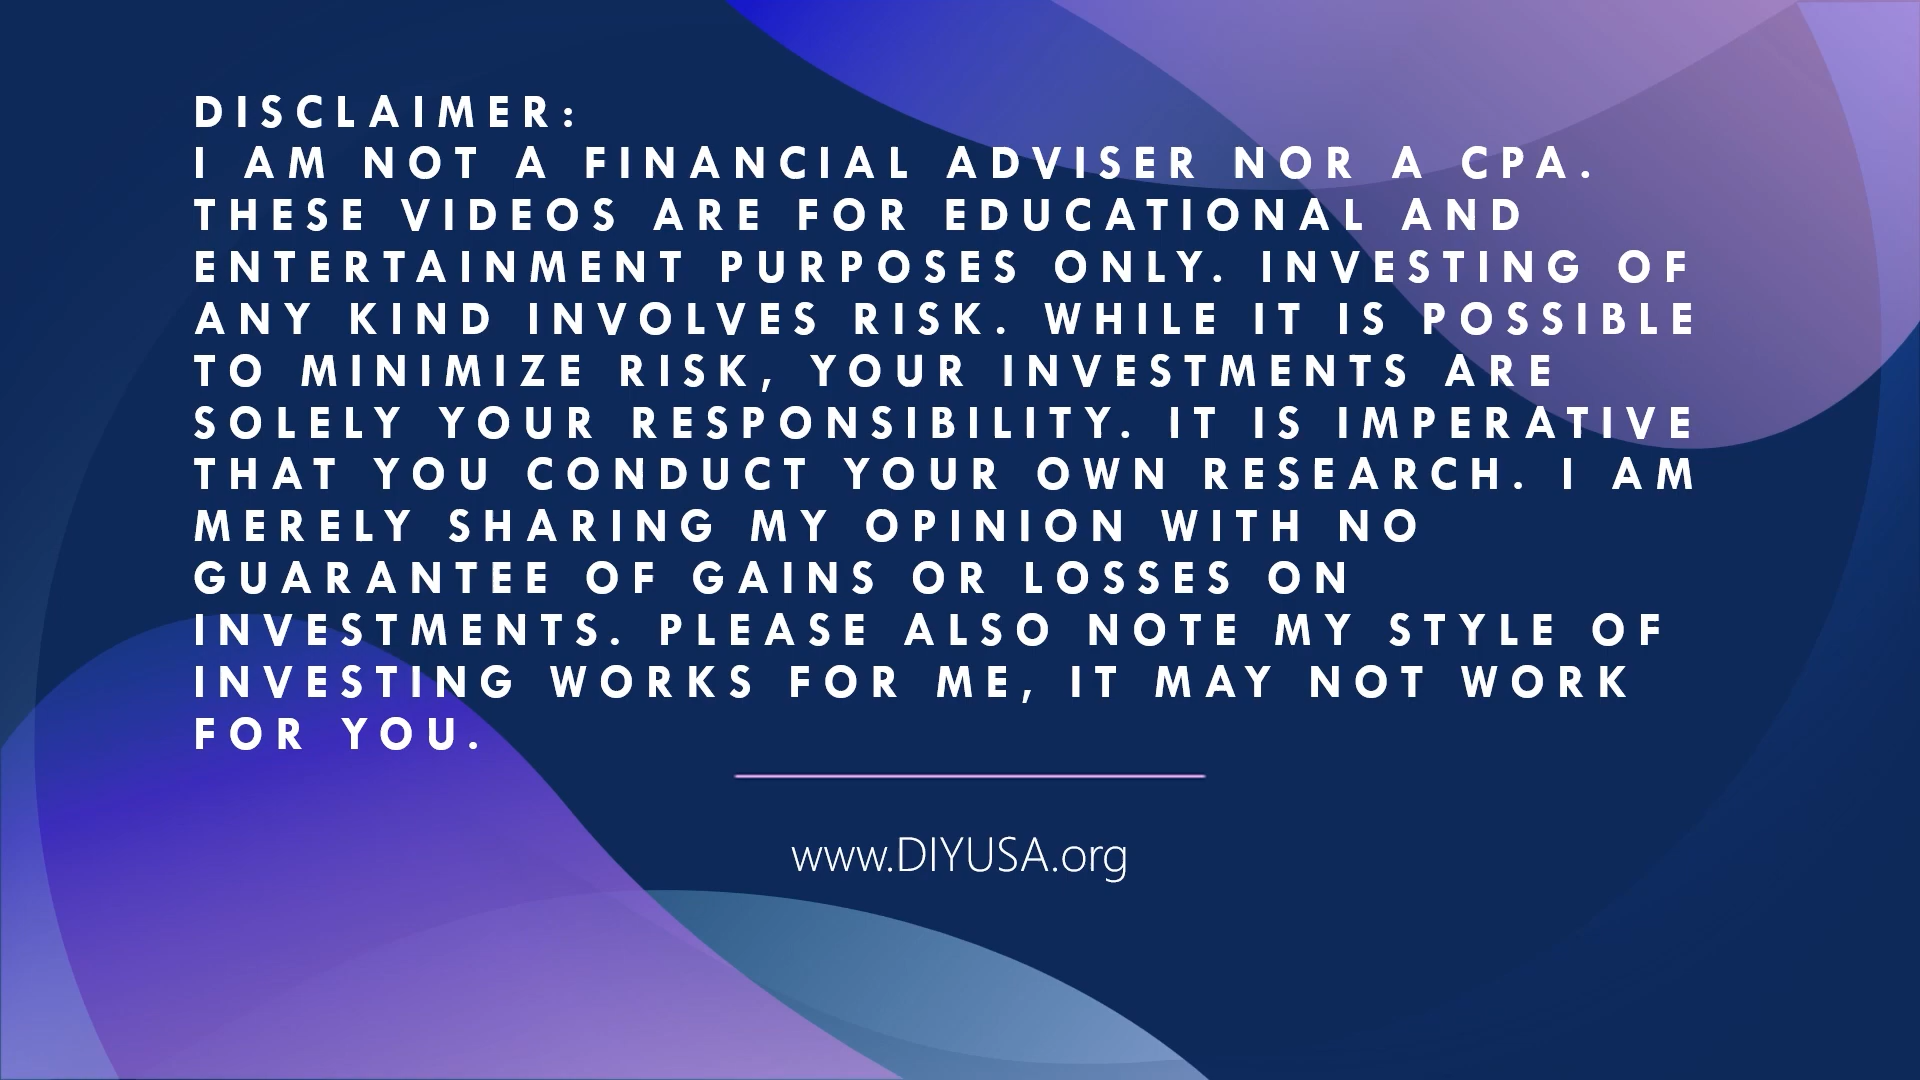 DISCLAIMER:
I AM NOT A FINANCIAL ADVISER NOR A CPA.
THESE VIDEOS ARE FOR EDUCATIONAL AND
ENTERTAINMENT PURPOSES ONLY. INVESTING OF
ANY KIND INVOLVES RISK. WHILE IT IS POSSIBLE
TO MINIMIZE RISK, YOUR INVESTMENTS ARE
SOLELY YOUR RESPONSIBILITY. IT IS IMPERATIVE
THAT YOU CONDUCT YOUR OWN RESEARCH. I AM
MERELY SHARING MY OPINION WITH NO
GUARANTEE OF GAINS OR LOSSES ON
INVESTMENTS. PLEASE ALSO NOTE MY STYLE OF
INVESTING WORKS FOR ME, IT MAY NOT WORK
FOR YOU.
www.DIYUSA.org